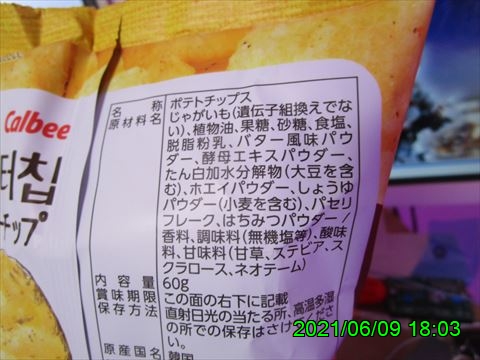 Calbee
터칩
チップ
名称 ポテトチップス
原材料名 じゃがいも(遺伝子組換えでな
い)、植物油、果糖、砂糖、食塩、
脱脂粉乳、バター風味パウ
ダー、酵母エキスパウダー、
たん白加水分解物(大豆を含
む)、ホエイパウダー、しょうゆ
パウダー(小麦を含む)、パセリ
フレーク、はちみつパウダー/
香料、調味料(無機塩等)、酸味
料、甘味料(甘草、ステビア、ス
クラロース、ネオテーム)
内容量 60g
賞味期限 この面の右下に記載
保存方法 直射日光の当たる所、高温多湿
の所での保存はさけてくださ
原産国名 韓国
2021/06/09 18:03